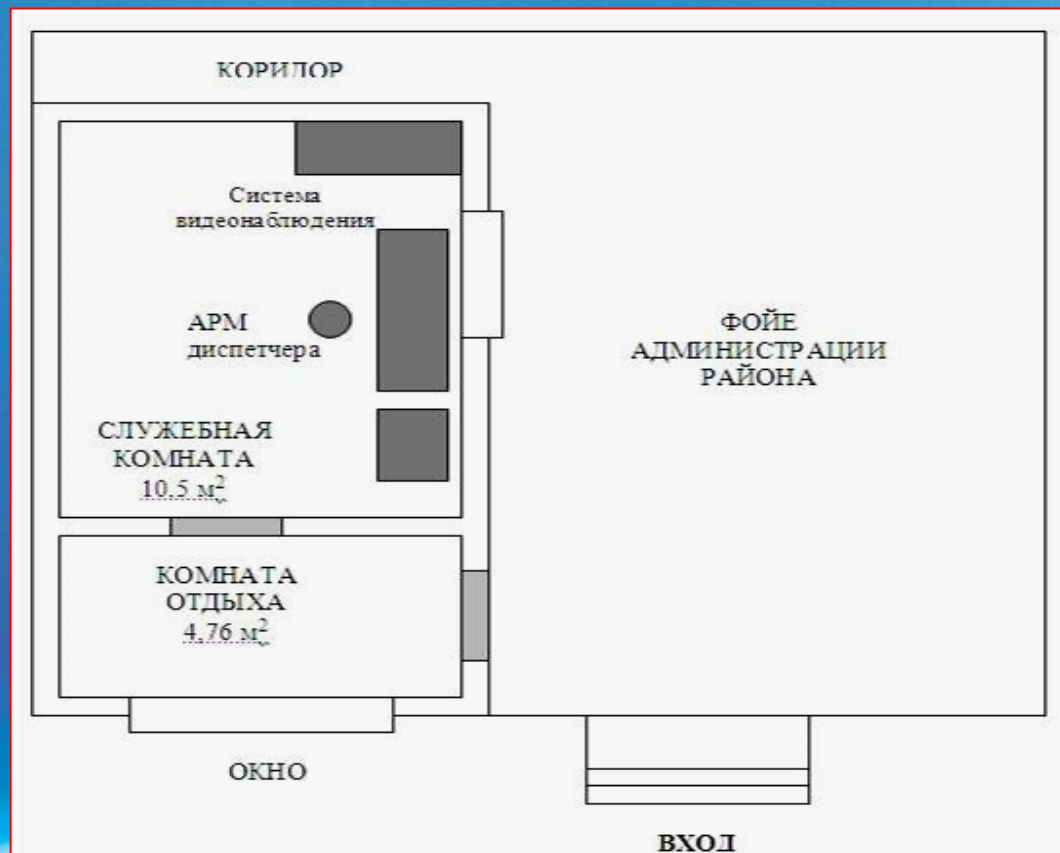 КОРИДОР
Система
видеонаблюдения
АРМ
диспетчера
ФОЙЕ
АДМИНИСТРАЦИИ
РАЙОНА
СЛУЖЕБНАЯ
КОМНАТА
10,5 м²
КОМНАТА
ОТДЫХА
4,76 м²
ОКНО
ВХОД